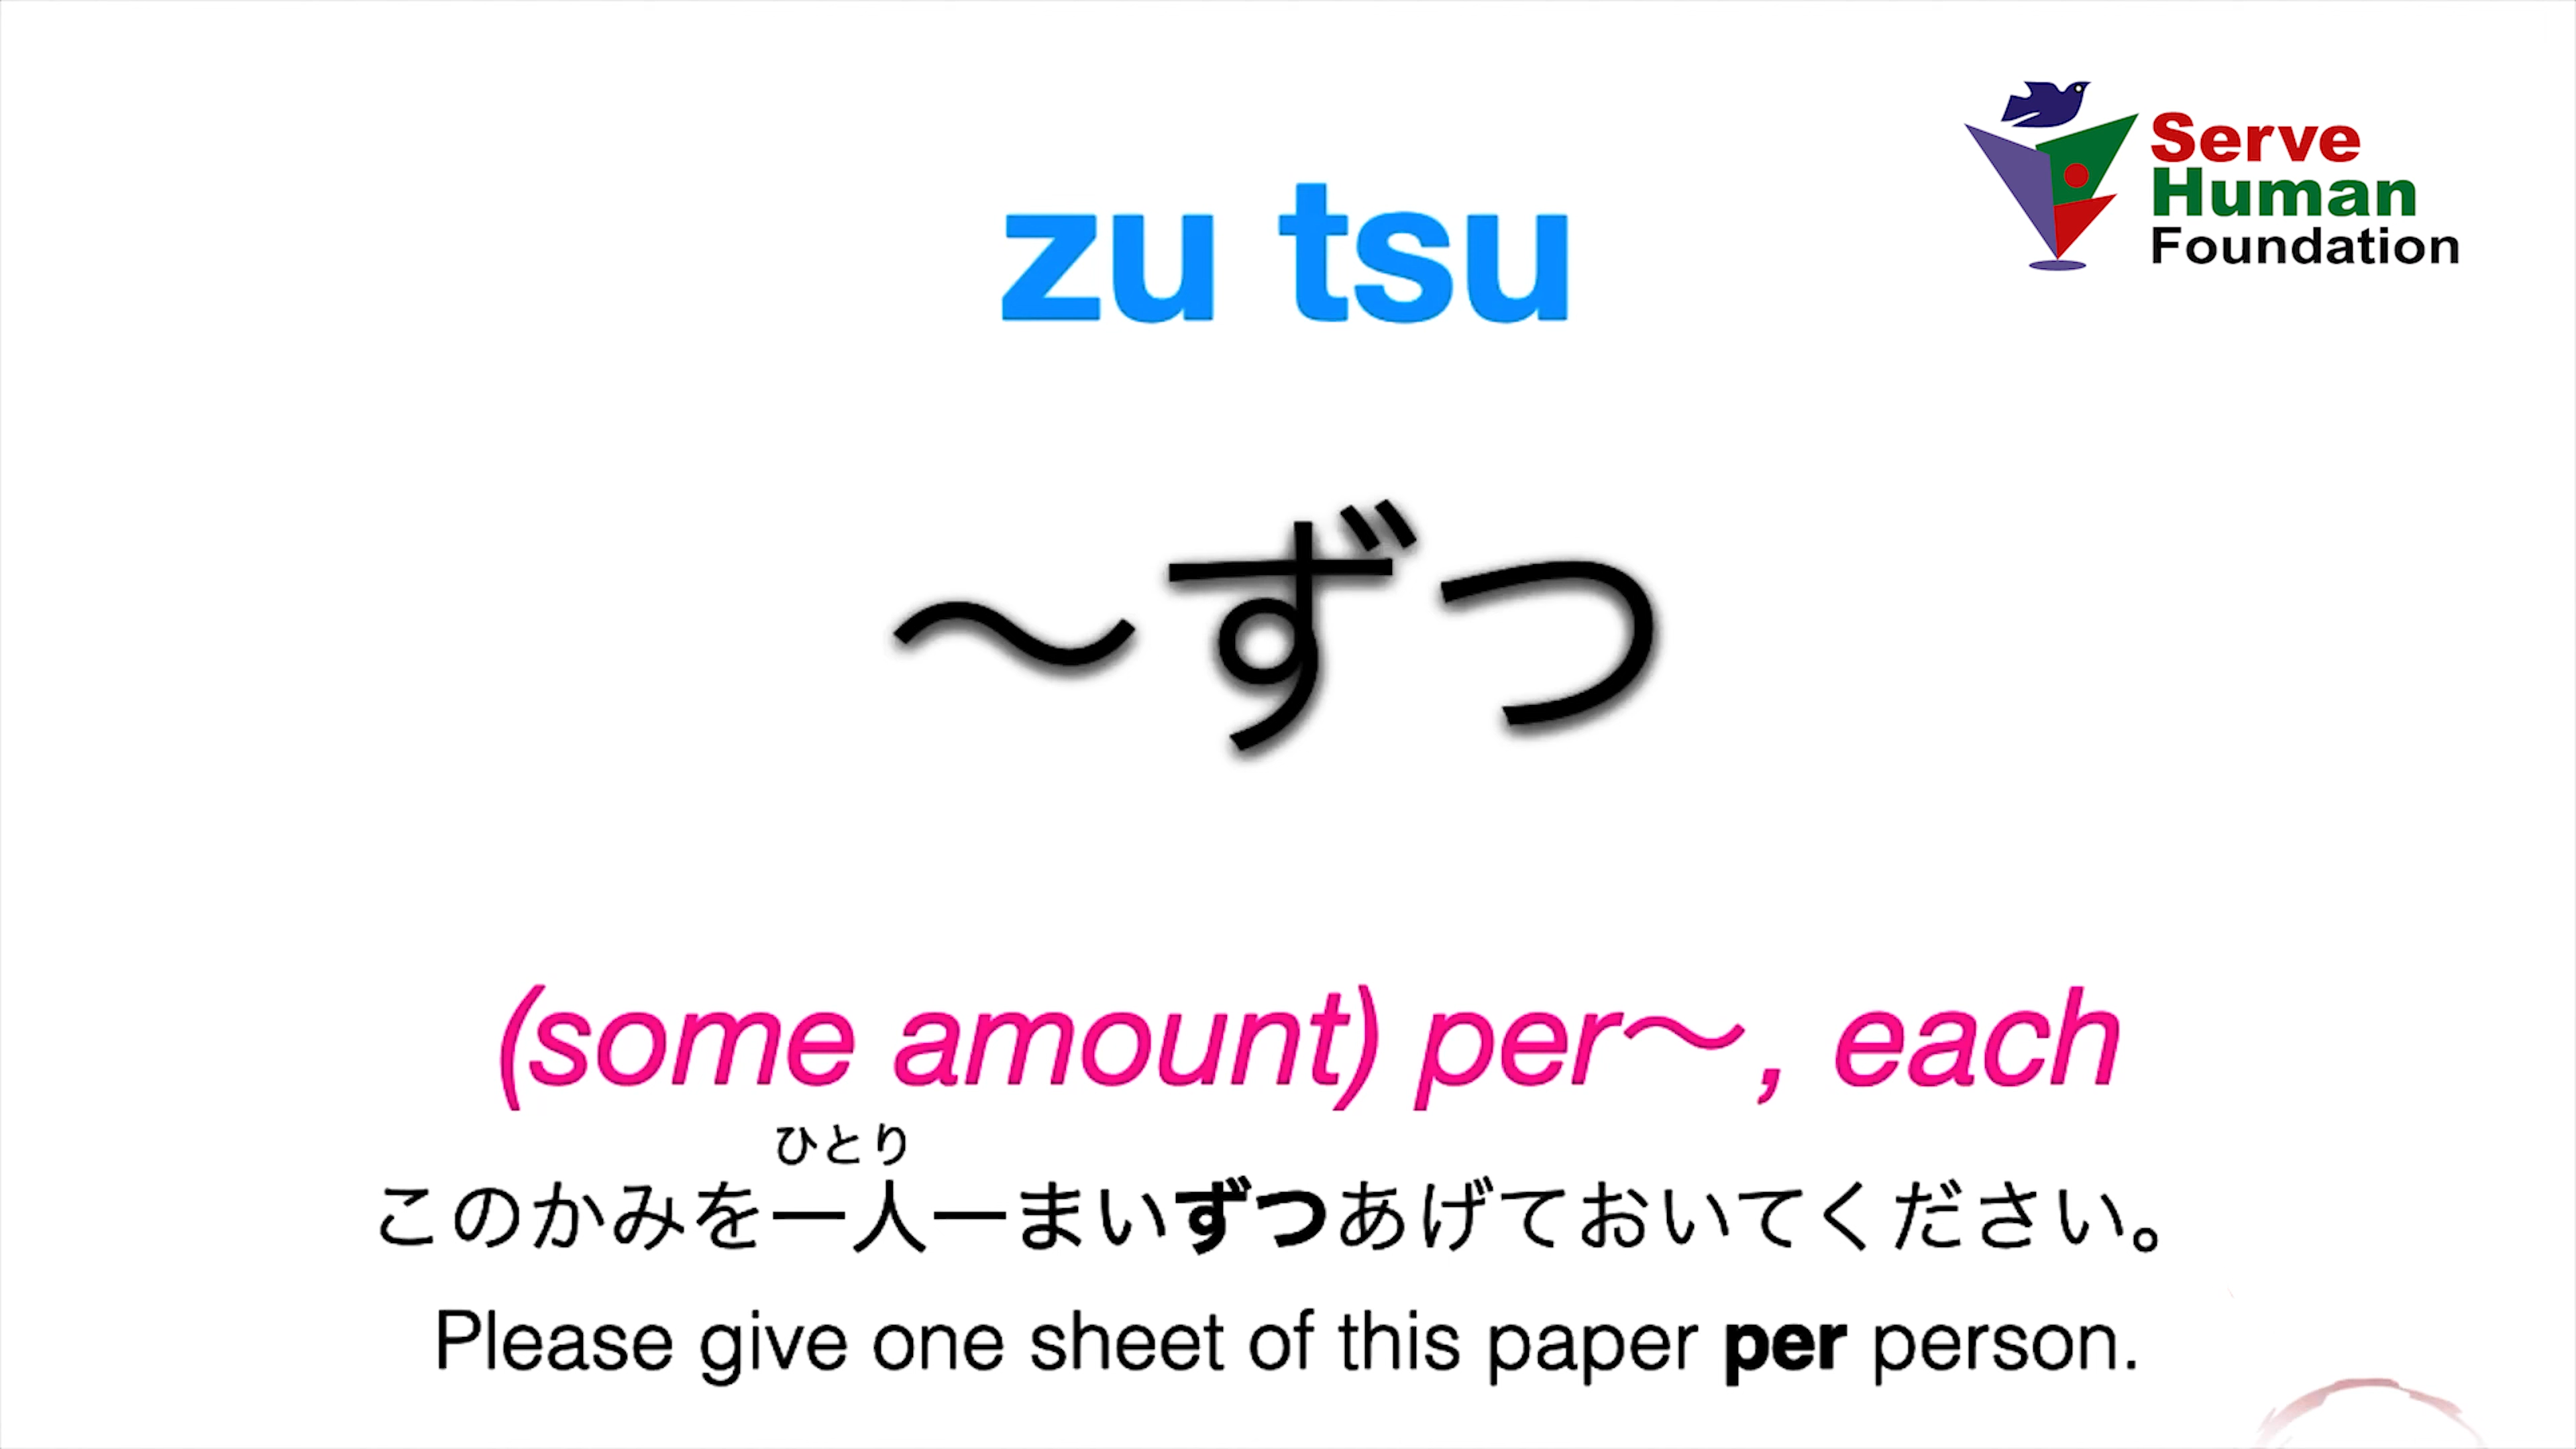 Serve
Human
Foundation
zu tsu
～ずつ
(some amount) per～, each
ひとり
このかみを一人一まいずつあげておいてください。
Please give one sheet of this paper per person.